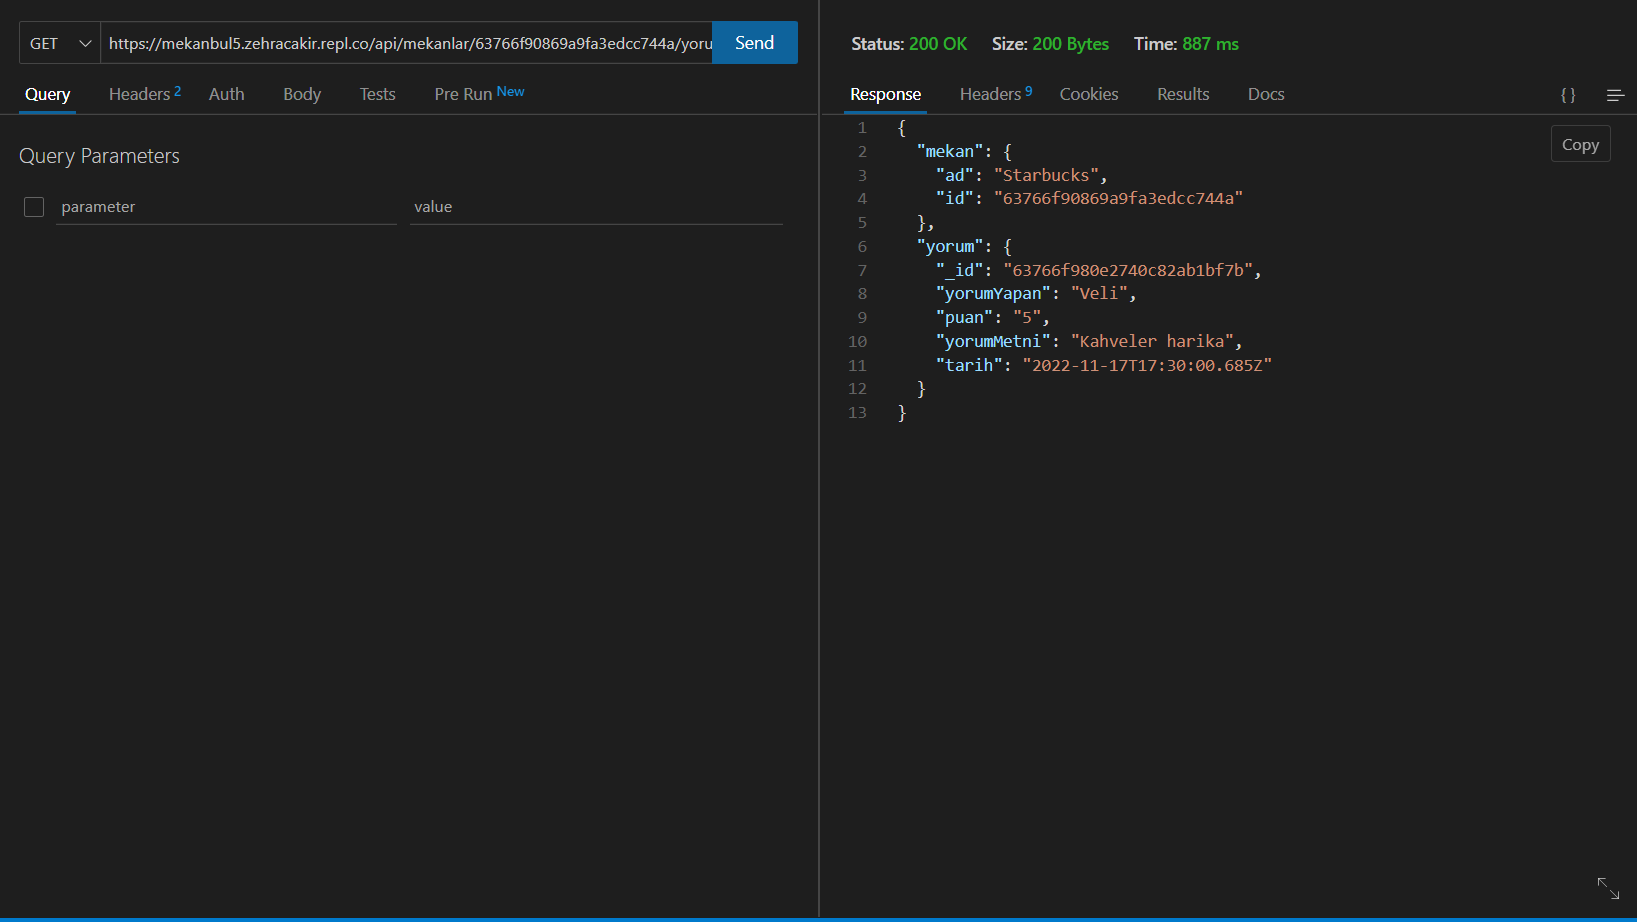 GET https://mekanbul5.zehracakir.repl.co/api/mekanlar/63766f90869a9fa3edcc744a/yoru Send
Query Headers 2 Auth Body Tests Pre Run New
Query Parameters
parameter value
Status: 200 OK Size: 200 Bytes Time: 887 ms
Response Headers 9 Cookies Results Docs { }
Copy
1 {
2 "mekan": {
3 "ad": "Starbucks",
4 "id": "63766f90869a9fa3edcc744a"
5 },
6 "yorum": {
7 "_id": "63766f980e2740c82ab1bf7b",
8 "yorumYapan": "Veli",
9 "puan": "5",
10 "yorumMetni": "Kahveler harika",
11 "tarih": "2022-11-17T17:30:00.685Z"
12 }
13 }